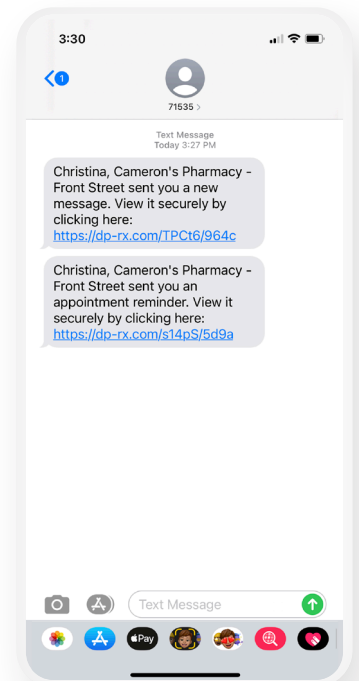 3:30
1
71535 >
Text Message
Today 3:27 PM
Christina, Cameron's Pharmacy -
Front Street sent you a new
message. View it securely by
clicking here:
https://dp-rx.com/TPCt6/964c
Christina, Cameron's Pharmacy -
Front Street sent you an
appointment reminder. View it
securely by clicking here:
https://dp-rx.com/s14pS/5d9a
Text Message
Pay